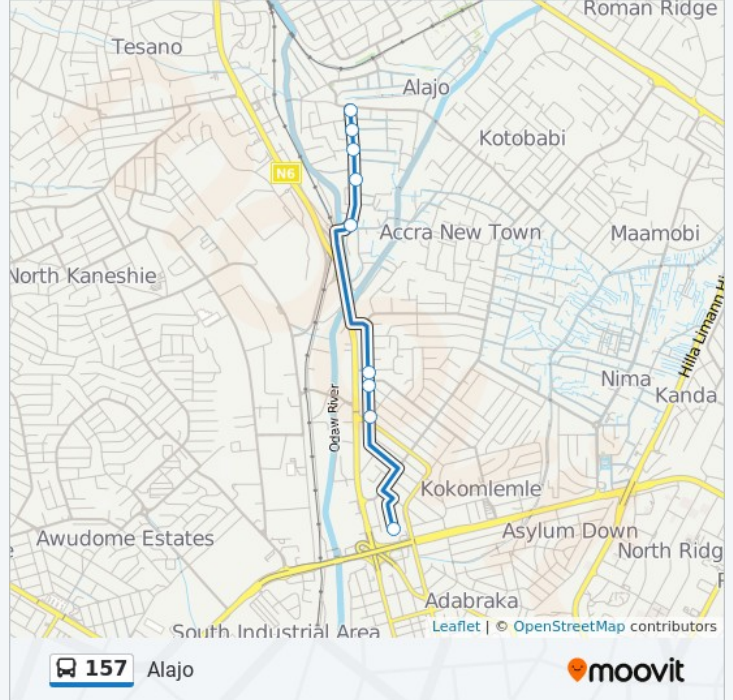 Roman Ridge
Tesano
Alajo
Kotobabi
N6
Accra New Town
Maamobi
North Kaneshie
Hilla Limann Hi
Nima
Kanda
Odaw River
Kokomlemle
Asylum Down
Awudome Estates
North Ridg
Adabraka
South Industrial Area
Leaflet | © OpenStreetMap contributors
157 Alajo
moovit